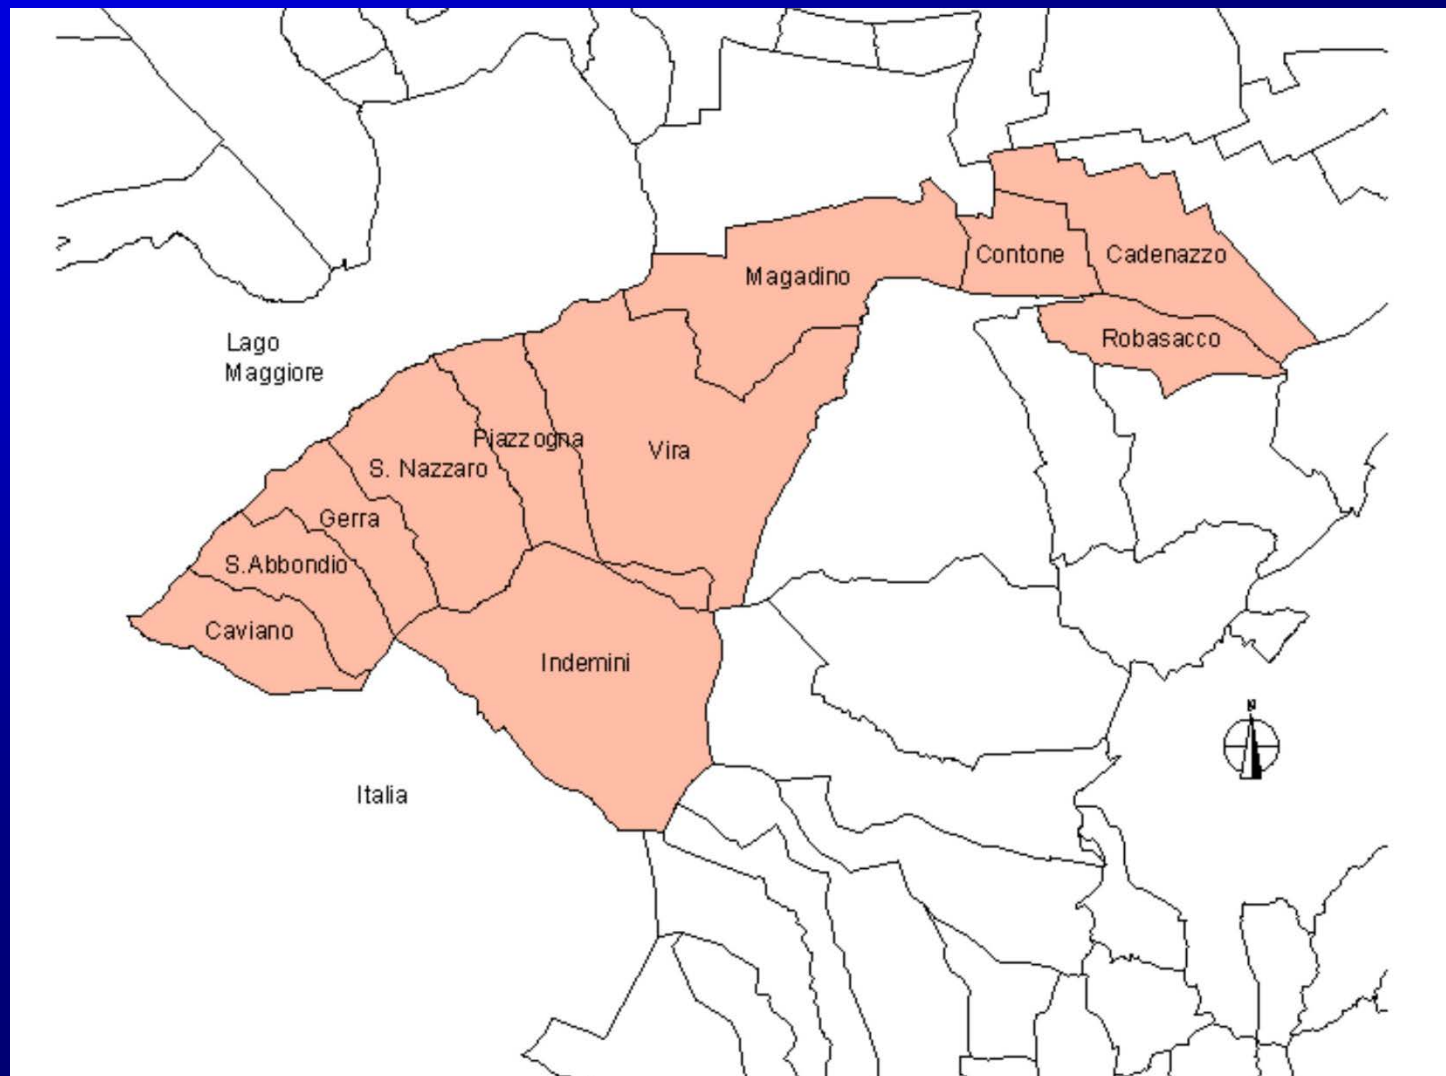 Contone
Cadenazzo
Magadino
Robasacco
Lago
Maggiore
Piazzogna
Vira
S. Nazzaro
Gerra
S.Abbondio
Caviano
Indemini
N
Italia